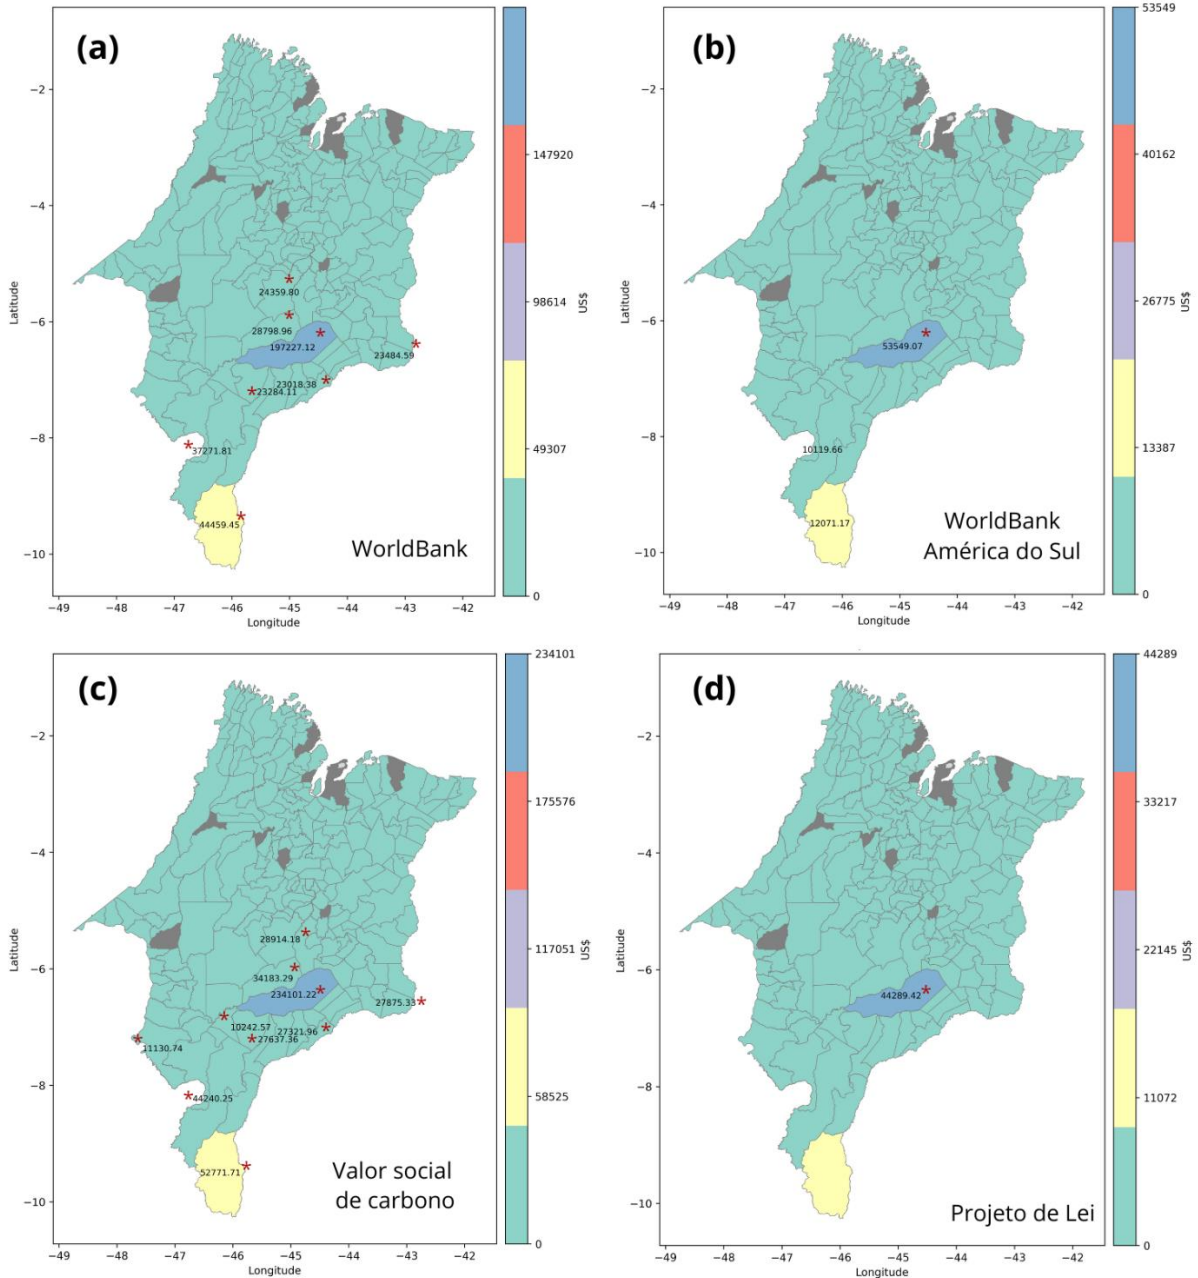 (a)
−2
−4
−6
−8
−10
Latitude
24359.80
28798.96
197227.12
23484.59
23018.38
23284.11
37271.81
44459.45
WorldBank
−49 −48 −47 −46 −45 −44 −43 −42
Longitude
147920
98614
49307
0
US$
(b)
−2
−4
−6
−8
−10
Latitude
53549.07
10119.66
12071.17
WorldBank
América do Sul
−49 −48 −47 −46 −45 −44 −43 −42
Longitude
53549
40162
26775
13387
0
US$
(c)
−2
−4
−6
−8
−10
Latitude
28914.18
34183.29
234101.22
27875.33
10242.57
27321.96
27637.36
11130.74
44240.25
52771.71
Valor social
de carbono
−49 −48 −47 −46 −45 −44 −43 −42
Longitude
234101
175576
117051
58525
0
US$
(d)
−2
−4
−6
−8
−10
Latitude
44289.42
Projeto de Lei
−49 −48 −47 −46 −45 −44 −43 −42
Longitude
44289
33217
22145
11072
0
US$